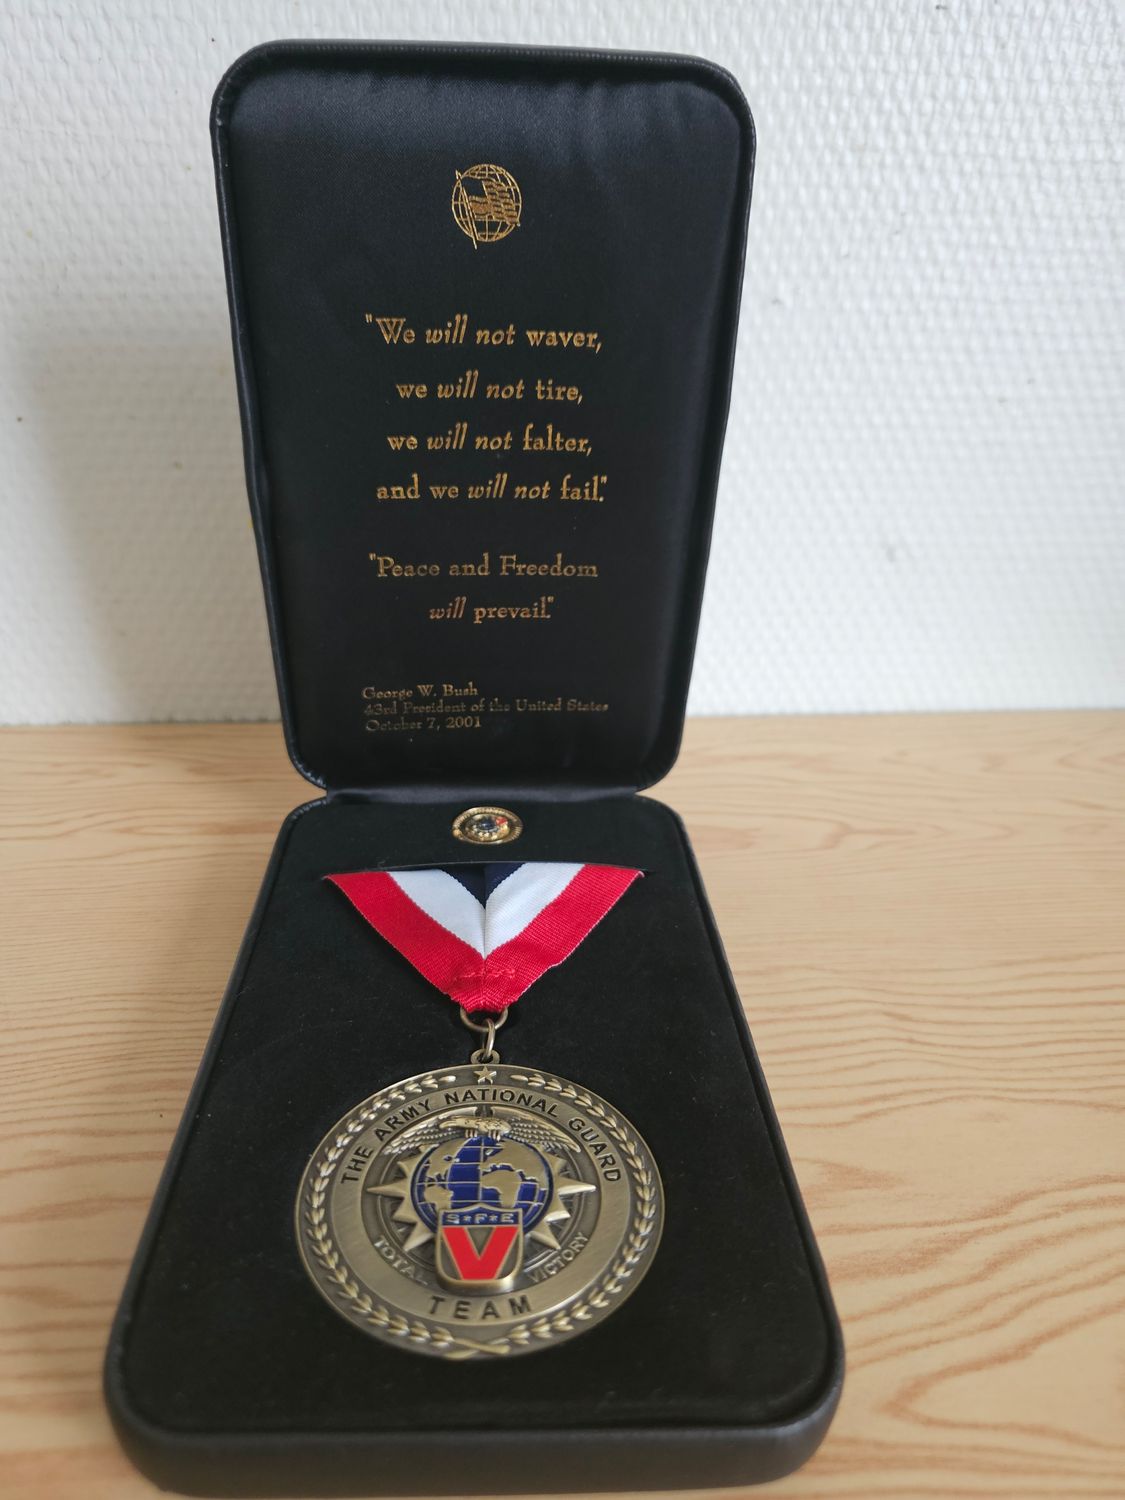 "We will not waver,
we will not tire,
we will not falter,
and we will not fail."
"Peace and Freedom
will prevail."
George W. Bush
43rd President of the United States
October 7, 2001
THE ARMY NATIONAL GUARD
S*F*E
V
TOTAL VICTORY
TEAM